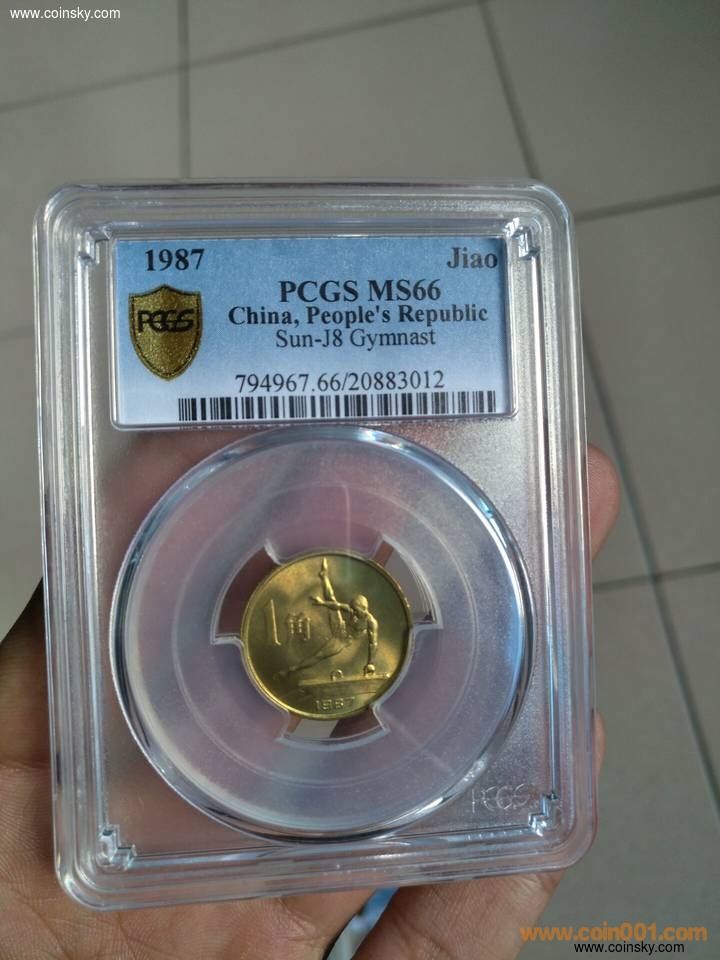 www.coinsky.com
1987 Jiao
PCGS MS66
China, People's Republic
Sun-J8 Gymnast
PCGS
794967.66/20883012
1角
1987
PCGS
www.coin001.com
www.coinsky.com